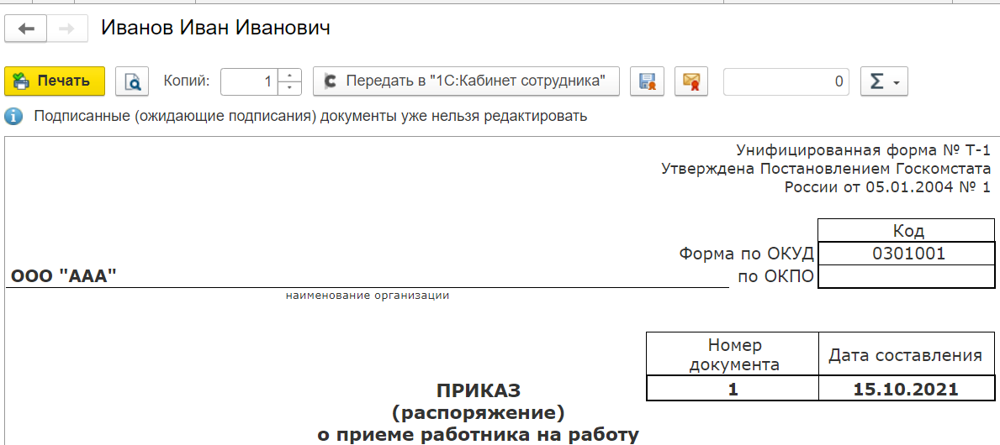 Иванов Иван Иванович
Печать
Копий:
1
Передать в "1С:Кабинет сотрудника"
0
Σ
Подписанные (ожидающие подписания) документы уже нельзя редактировать
Унифицированная форма № Т-1
Утверждена Постановлением Госкомстата
России от 05.01.2004 № 1
Код
Форма по ОКУД
0301001
ООО "ААА"
по ОКПО
наименование организации
Номер
документа
Дата составления
1
15.10.2021
ПРИКАЗ
(распоряжение)
о приеме работника на работу